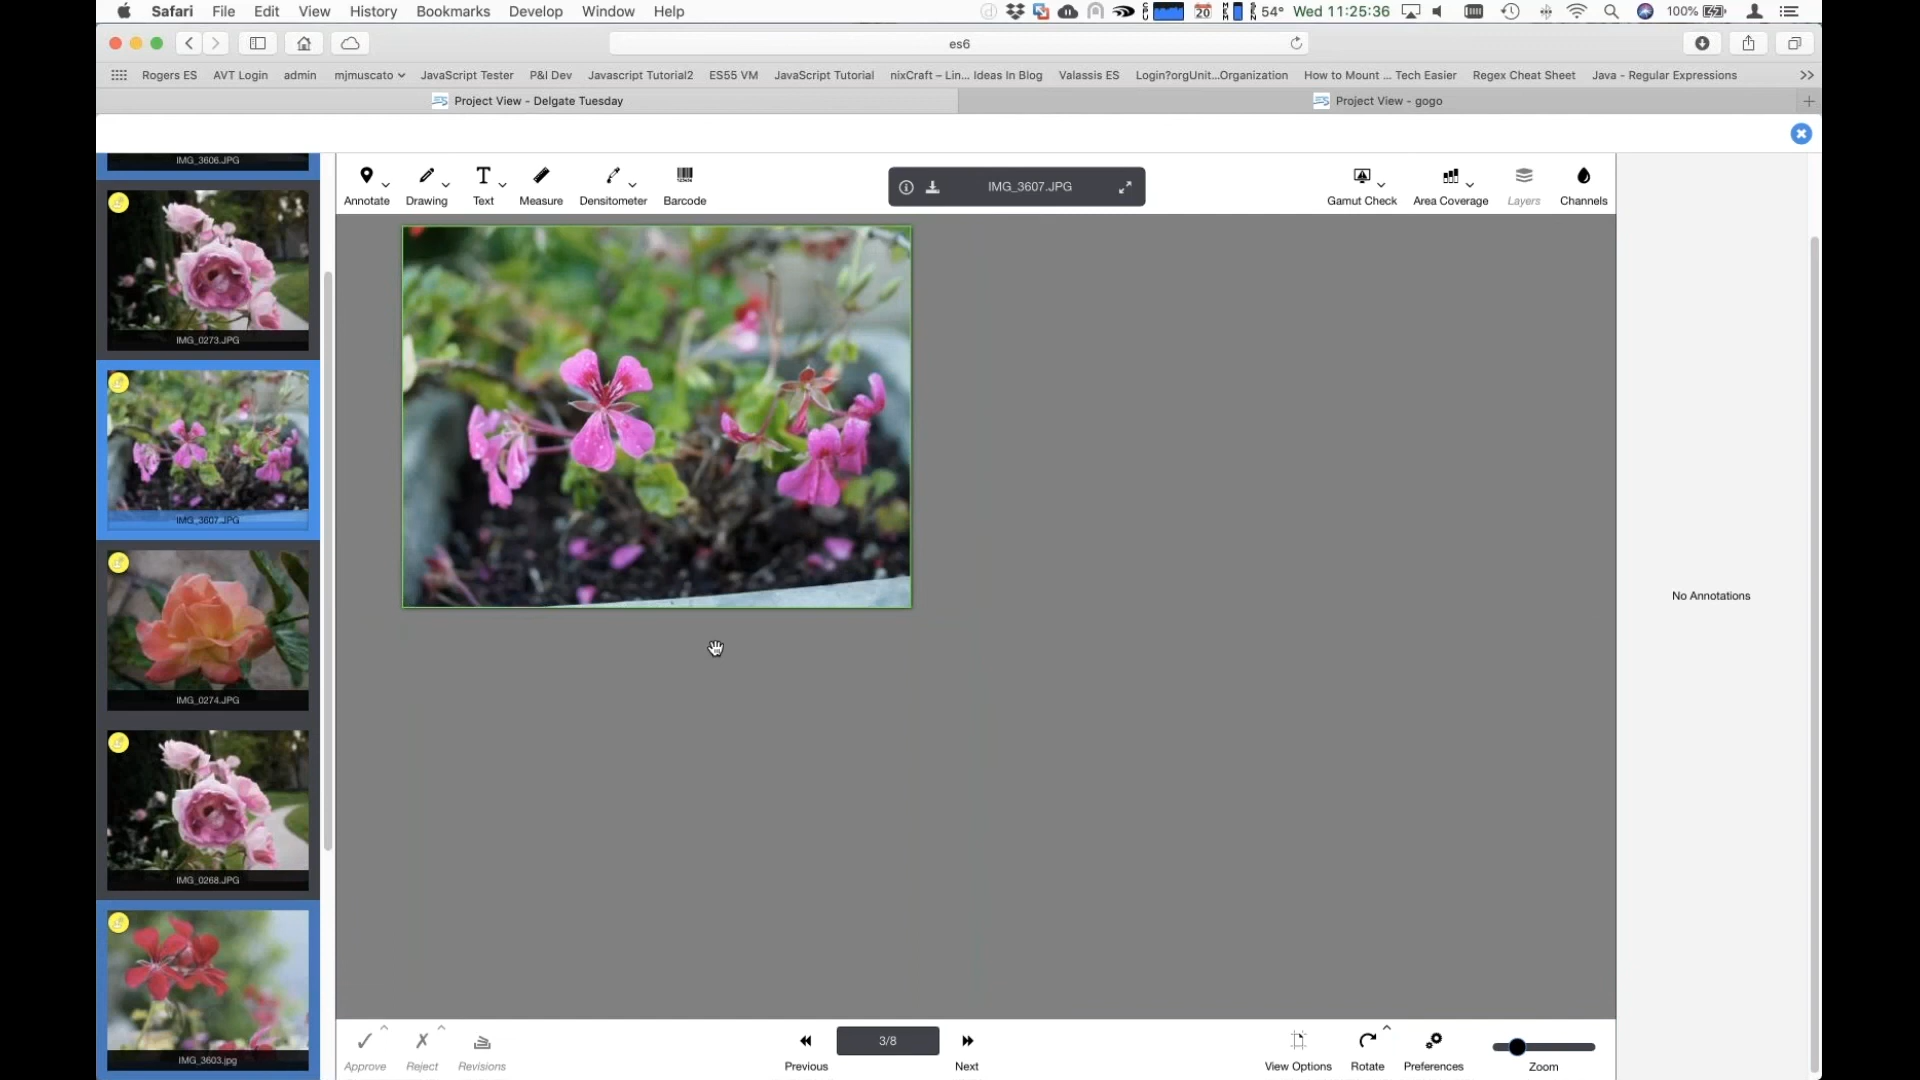 Safari File Edit View History Bookmarks Develop Window Help 20 54° Wed 11:25:36 100%
es6
Rogers ES AVT Login admin mjmuscato JavaScript Tester P&I Dev Javascript Tutorial2 ES55 VM JavaScript Tutorial nixCraft – Lin... Ideas In Blog Valassis ES Login?orgUnit...Organization How to Mount ... Tech Easier Regex Cheat Sheet Java - Regular Expressions
Project View - Delgate Tuesday Project View - gogo
IMG_3606.JPG
Annotate Drawing Text Measure Densitometer Barcode IMG_3607.JPG Gamut Check Area Coverage Layers Channels
IMG_0273.JPG
IMG_3607.JPG
No Annotations
IMG_0274.JPG
IMG_0268.JPG
IMG_3603.jpg
3/8
Approve Reject Revisions Previous Next View Options Rotate Preferences Zoom